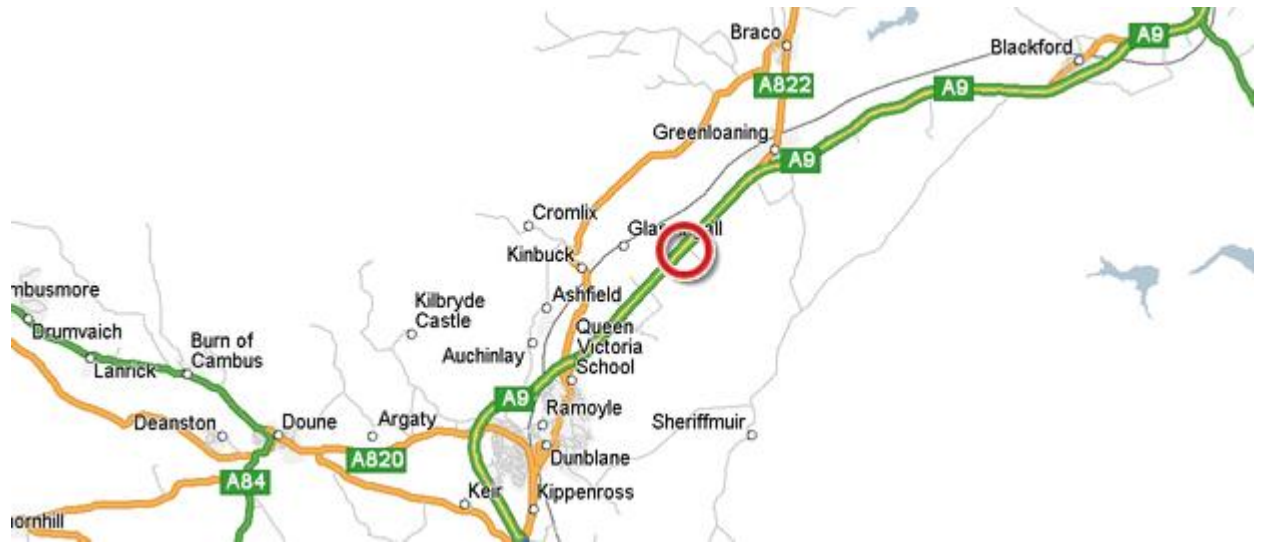 Braco
A9
Blackford
A822
A9
Greenloaning
A9
Cromlix
Kinbuck
mbusmore
Kilbryde
Castle
Ashfield
Drumvaich
Burn of
Cambus
Queen
Victoria
School
Lanrick
Auchinlay
A9
Deanston
Doune
Argaty
Ramoyle
Sheriffmuir
A820
Dunblane
A84
Keir
Kippenross
ornhill